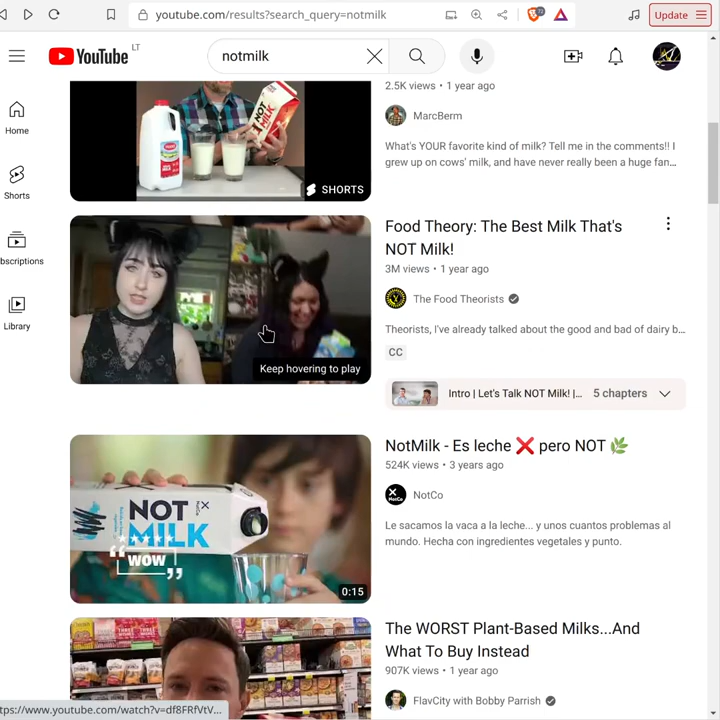 youtube.com/results?search_query=notmilk
Update
YouTube LT
notmilk
Home
Shorts
bscriptions
Library
NOT
MILK
SHORTS
2.5K views • 1 year ago
MarcBerm
What's YOUR favorite kind of milk? Tell me in the comments!! I
grew up on cows' milk, and have never really been a huge fan...
Keep hovering to play
Food Theory: The Best Milk That's
NOT Milk!
3M views • 1 year ago
The Food Theorists
Theorists, I've already talked about the good and bad of dairy b...
CC
Intro | Let's Talk NOT Milk! |... 5 chapters
NOT
MILK
“wow”
0:15
NotMilk - Es leche ❌ pero NOT 🌿
524K views • 3 years ago
NotCo
NotCo
Le sacamos la vaca a la leche... y unos cuantos problemas al
mundo. Hecha con ingredientes vegetales y punto.
The WORST Plant-Based Milks...And
What To Buy Instead
907K views • 1 year ago
FlavCity with Bobby Parrish
tps://www.youtube.com/watch?v=df8FRfVtV...